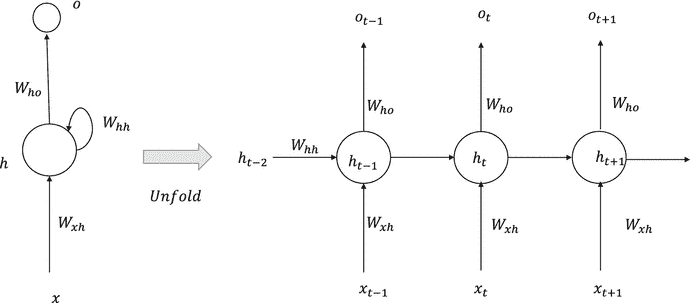 o
W_{ho}
W_{hh}
h
W_{xh}
x
Unfold
o_{t-1}
o_t
o_{t+1}
W_{ho}
W_{ho}
W_{ho}
h_{t-2}
W_{hh}
h_{t-1}
h_t
h_{t+1}
W_{xh}
W_{xh}
W_{xh}
x_{t-1}
x_t
x_{t+1}